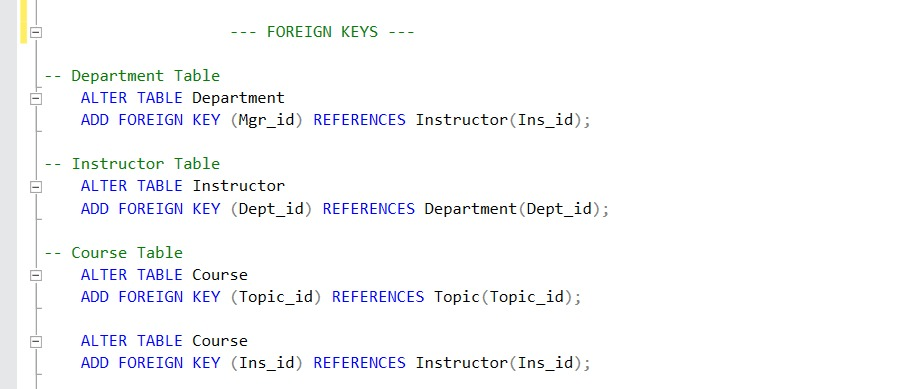 --- FOREIGN KEYS ---
-- Department Table
ALTER TABLE Department
ADD FOREIGN KEY (Mgr_id) REFERENCES Instructor(Ins_id);
-- Instructor Table
ALTER TABLE Instructor
ADD FOREIGN KEY (Dept_id) REFERENCES Department(Dept_id);
-- Course Table
ALTER TABLE Course
ADD FOREIGN KEY (Topic_id) REFERENCES Topic(Topic_id);
ALTER TABLE Course
ADD FOREIGN KEY (Ins_id) REFERENCES Instructor(Ins_id);